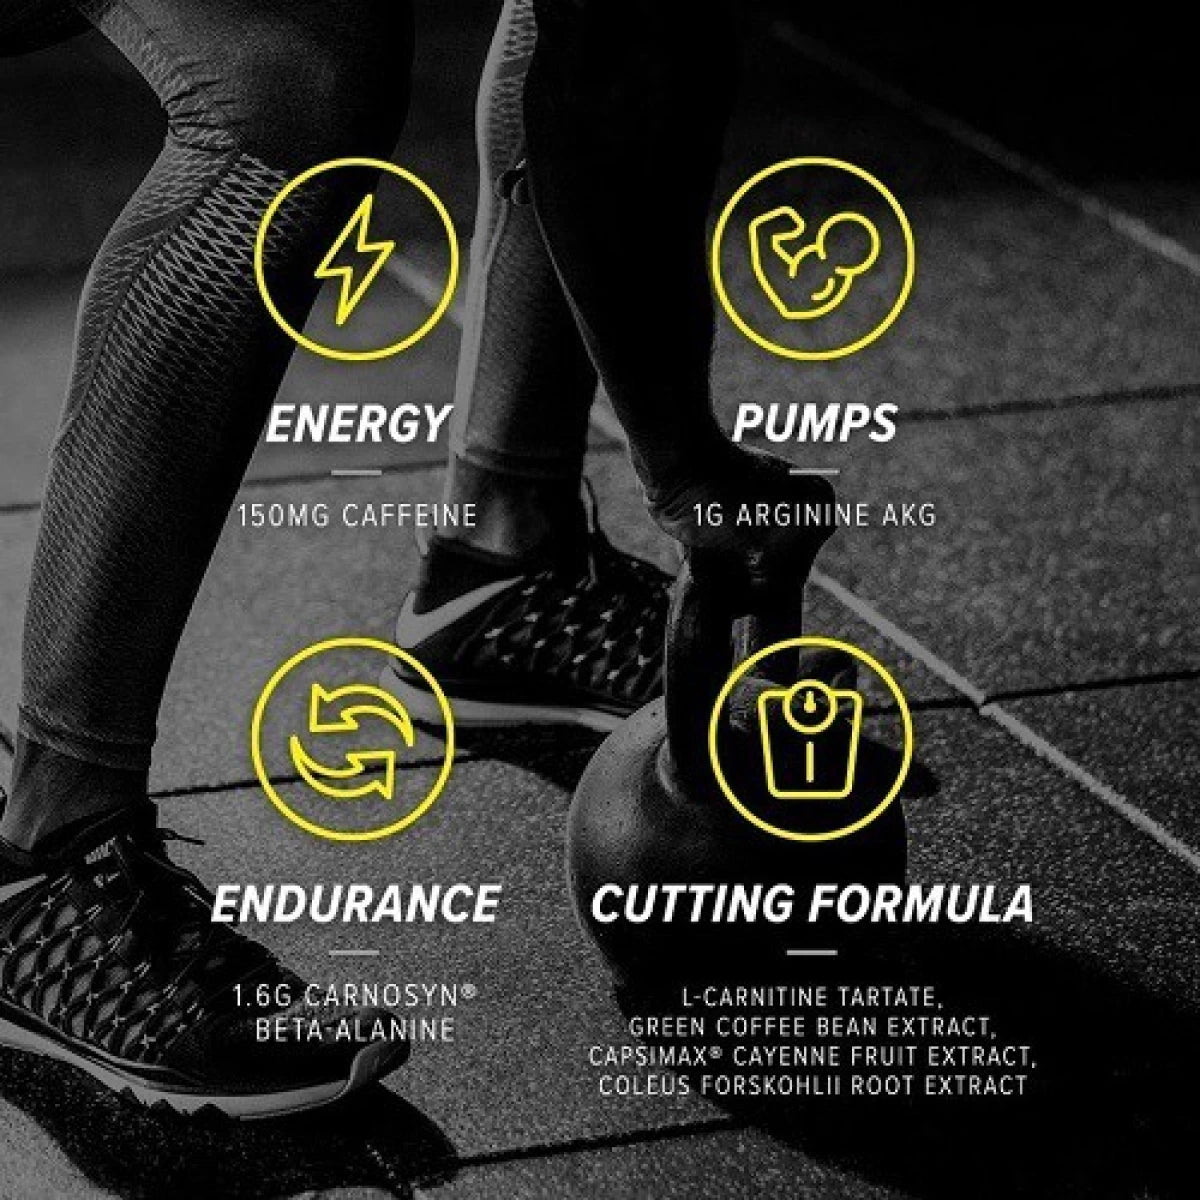 ENERGY
150MG CAFFEINE
PUMPS
1G ARGININE AKG
ENDURANCE
1.6G CARNOSYN®
BETA-ALANINE
CUTTING FORMULA
L-CARNITINE TARTATE,
GREEN COFFEE BEAN EXTRACT,
CAPSIMAX® CAYENNE FRUIT EXTRACT,
COLEUS FORSKOHLII ROOT EXTRACT